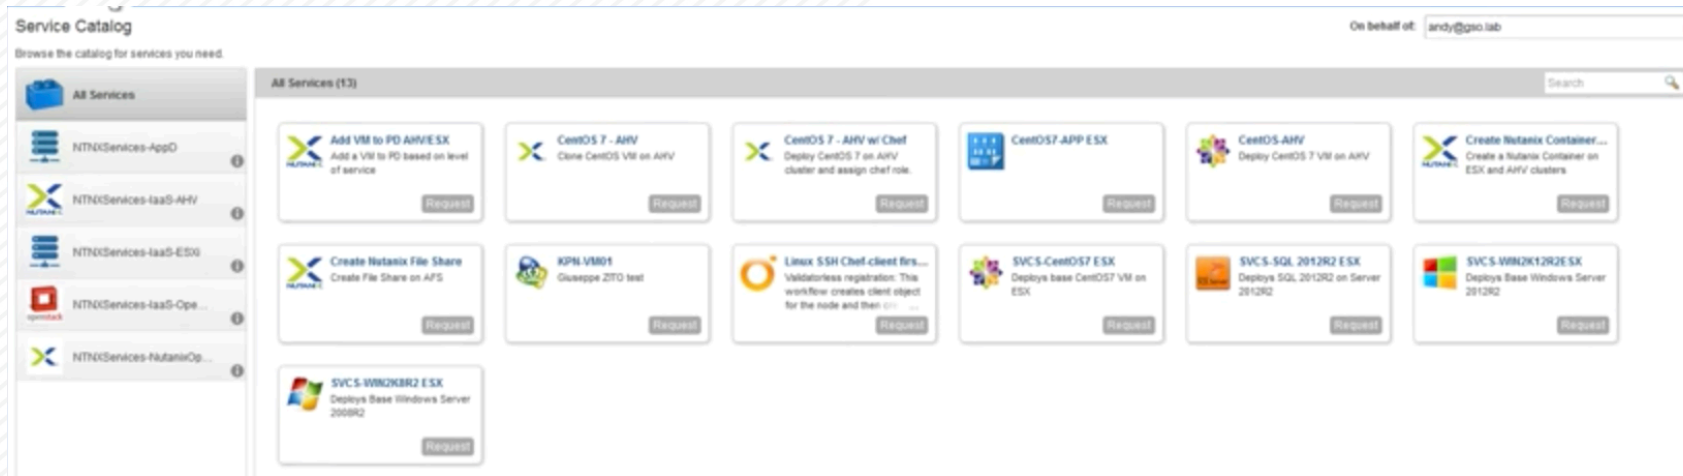 Service Catalog
On behalf of: andy@gso.lab
Browse the catalog for services you need.
All Services
All Services (13)
Search
NTNXServices-AppD
NTNXServices-IaaS-AHV
NTNXServices-IaaS-ESXi
NTNXServices-IaaS-Ope...
NTNXServices-NutanixOp...
Add VM to PD AHV/ESX
Add a VM to PD based on level
of service
Request
CentOS 7 - AHV
Clone CentOS VM on AHV
Request
CentOS 7 - AHV w/ Chef
Deploy CentOS 7 on AHV
cluster and assign chef role.
Request
CentOS7-APP ESX
Request
CentOS-AHV
Deploy CentOS 7 VM on AHV
Request
Create Nutanix Container...
Create a Nutanix Container on
ESX and AHV clusters
Request
Create Nutanix File Share
Create File Share on AFS
Request
KPN-VM01
Giuseppe ZITO test
Request
Linux SSH Chef-client firs...
Validatorless registration: This
workflow creates client object
for the node and then cre ...
Request
SVCS-CentOS7 ESX
Deploys base CentOS7 VM on
ESX
Request
SVCS-SQL 2012R2 ESX
Deploys SQL 2012R2 on Server
2012R2
Request
SVCS-WIN2K12R2ESX
Deploys Base Windows Server
2012R2
Request
SVCS-WIN2K8R2 ESX
Deploys Base Windows Server
2008R2
Request
NUTANIX
openstack